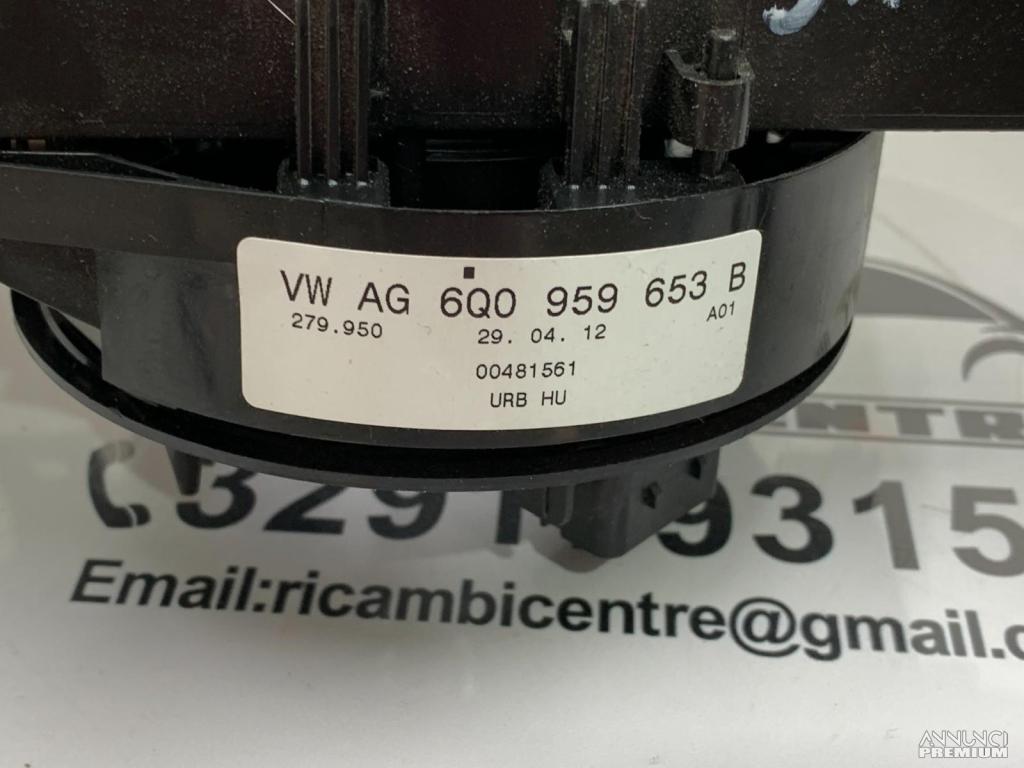 VW AG 6Q0 959 653 B
279.950 29. 04. 12 A01
00481561
URB HU
ENTR
329 9315
Email:ricambicentre@gmail.c
ANNUNCI
PREMIUM